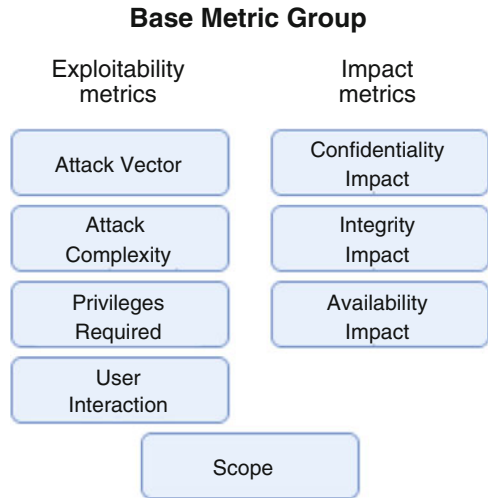 Base Metric Group
Exploitability
metrics
Attack Vector
Attack
Complexity
Privileges
Required
User
Interaction
Impact
metrics
Confidentiality
Impact
Integrity
Impact
Availability
Impact
Scope